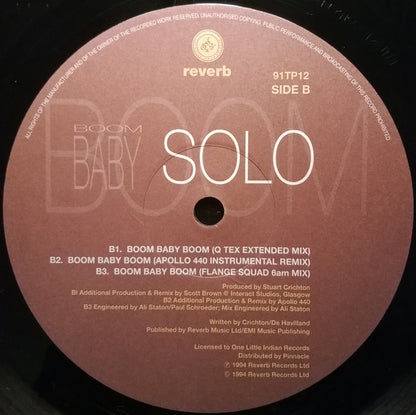 ALL RIGHTS OF THE MANUFACTURER AND OF THE OWNER OF THE RECORDED WORK RESERVED. UNAUTHORISED COPYING, PUBLIC PERFORMANCE AND BROADCASTING OF THIS RECORD PROHIBITED
reverb
91TP12
SIDE B
BOOM
BOOM
BABY
SOLO
B1. BOOM BABY BOOM (Q TEX EXTENDED MIX)
B2. BOOM BABY BOOM (APOLLO 440 INSTRUMENTAL REMIX)
B3. BOOM BABY BOOM (FLANGE SQUAD 6am MIX)
Produced by Stuart Crichton
BI Additional Production & Remix by Scott Brown @ Interact Studios, Glasgow
B2 Additional Production & Remix by Apollo 440
B3 Engineered by Ali Staton/Paul Schroeder; Mix Engineered by Ali Staton
Written by Crichton/De Havilland
Published by Reverb Music Ltd/EMI Music Publishing
Licensed to One Little Indian Records
Distributed by Pinnacle
℗ 1994 Reverb Records Ltd
© 1994 Reverb Records Ltd